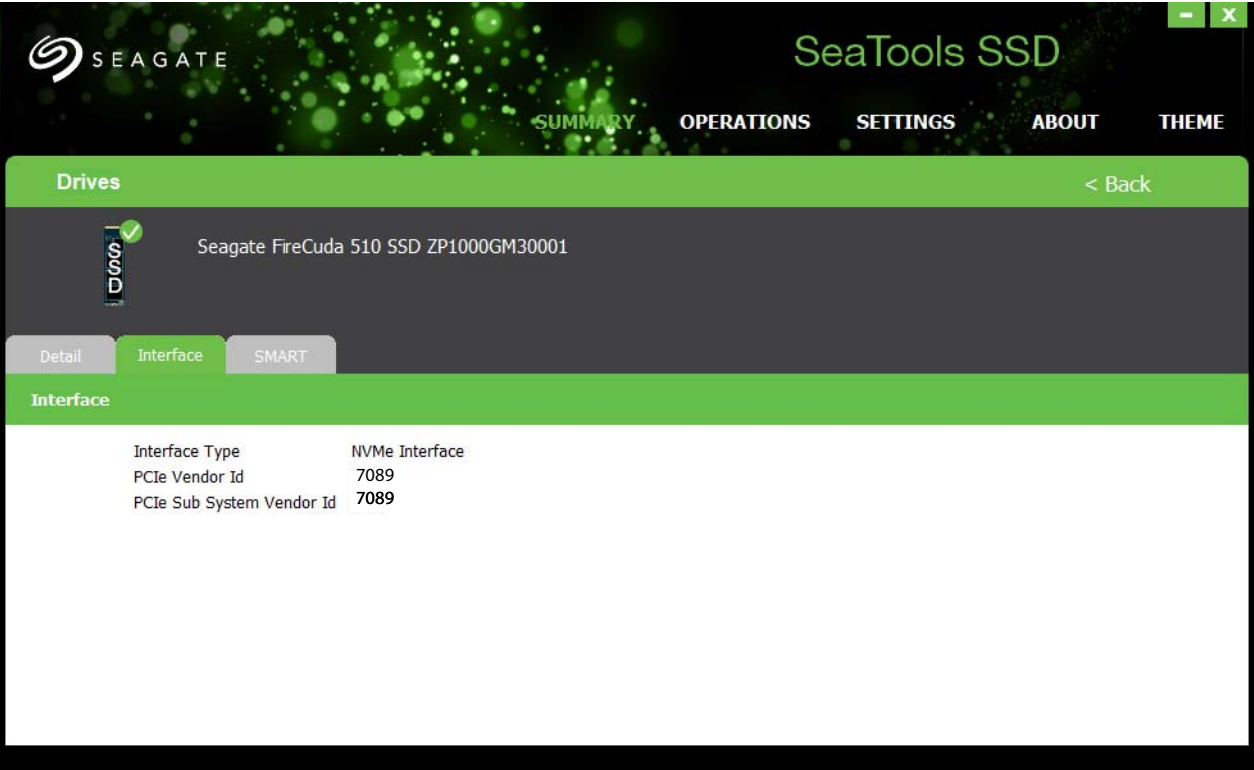 SEAGATE
SeaTools SSD
- X
SUMMARY OPERATIONS SETTINGS ABOUT THEME
Drives < Back
SSD
Seagate FireCuda 510 SSD ZP1000GM30001
Detail Interface SMART
Interface
Interface Type NVMe Interface
PCIe Vendor Id 7089
PCIe Sub System Vendor Id 7089